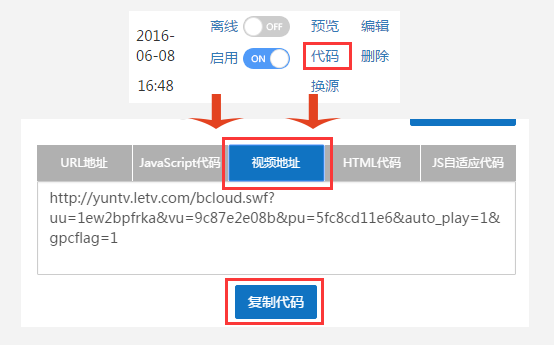 2016-06-08
16:48
离线 OFF 预览 编辑
启用 ON 代码 删除
换源
URL地址 JavaScript代码 视频地址 HTML代码 JS自适应代码
http://yuntv.letv.com/bcloud.swf?
uu=1ew2bpfrka&vu=9c87e2e08b&pu=5fc8cd11e6&auto_play=1&
gpcflag=1
复制代码